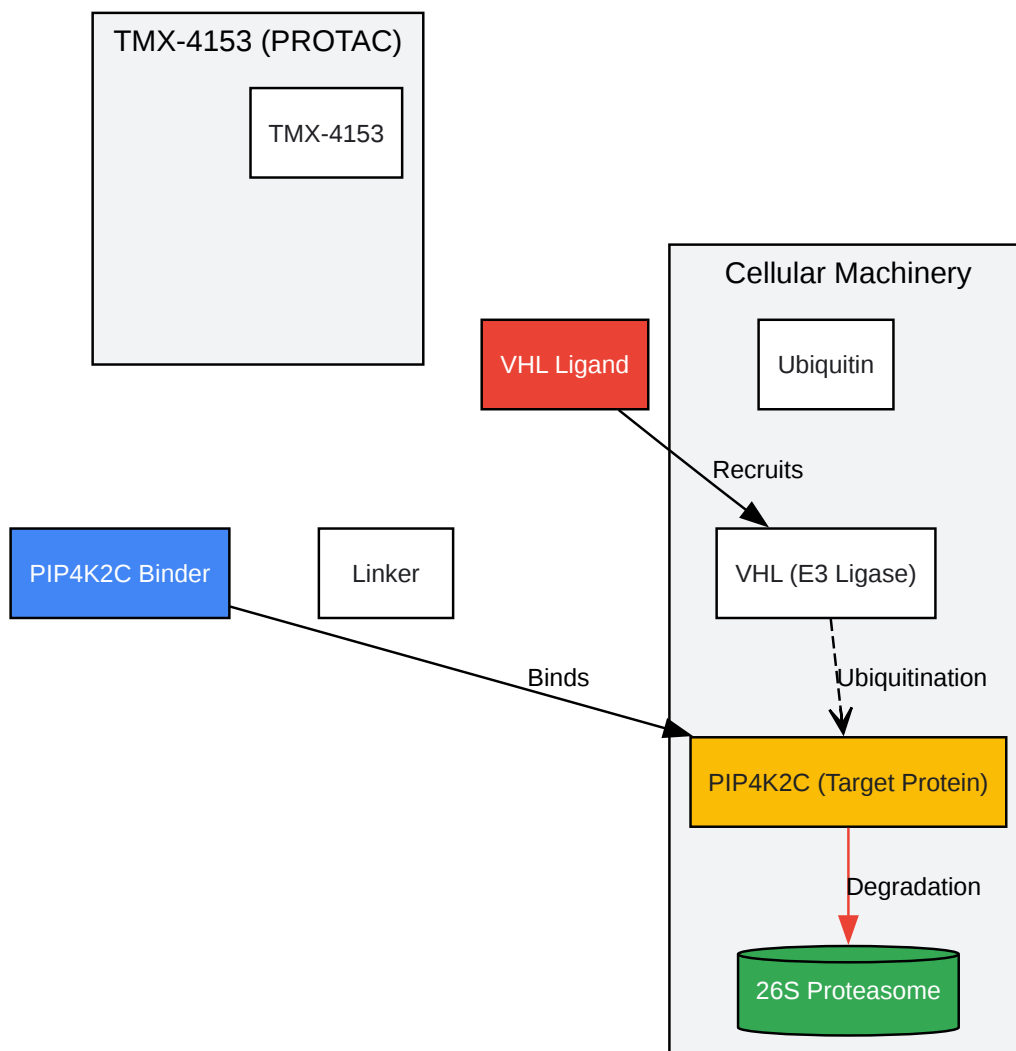 TMX-4153 (PROTAC)
TMX-4153
Cellular Machinery
VHL Ligand
Ubiquitin
Recruits
PIP4K2C Binder
Linker
VHL (E3 Ligase)
Binds
Ubiquitination
PIP4K2C (Target Protein)
Degradation
26S Proteasome